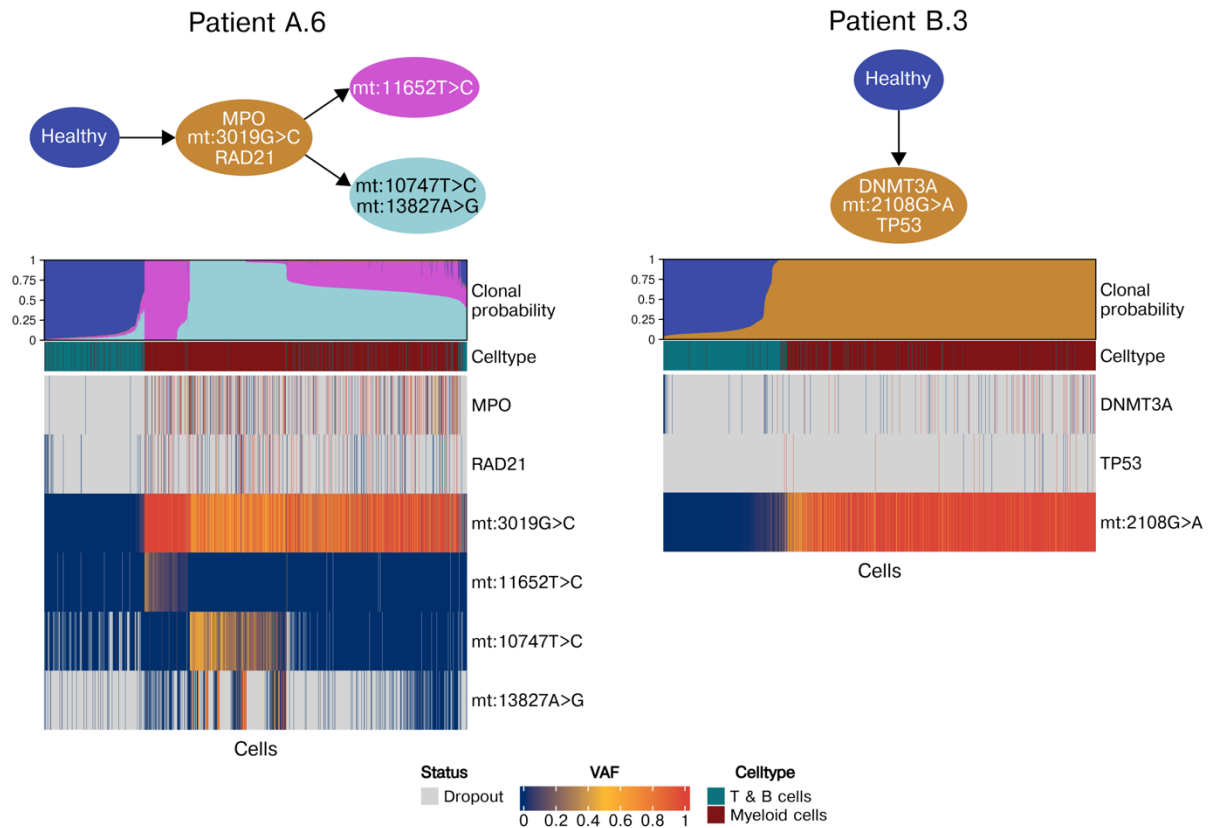 Patient A.6
Healthy
MPO
mt:3019G>C
RAD21
mt:11652T>C
mt:10747T>C
mt:13827A>G
1
0.75
0.5
0.25
0
Clonal
probability
Celltype
MPO
RAD21
mt:3019G>C
mt:11652T>C
mt:10747T>C
mt:13827A>G
Cells
Patient B.3
Healthy
DNMT3A
mt:2108G>A
TP53
1
0.75
0.5
0.25
0
Clonal
probability
Celltype
DNMT3A
TP53
mt:2108G>A
Cells
Status
Dropout
VAF
0 0.2 0.4 0.6 0.8 1
Celltype
T & B cells
Myeloid cells